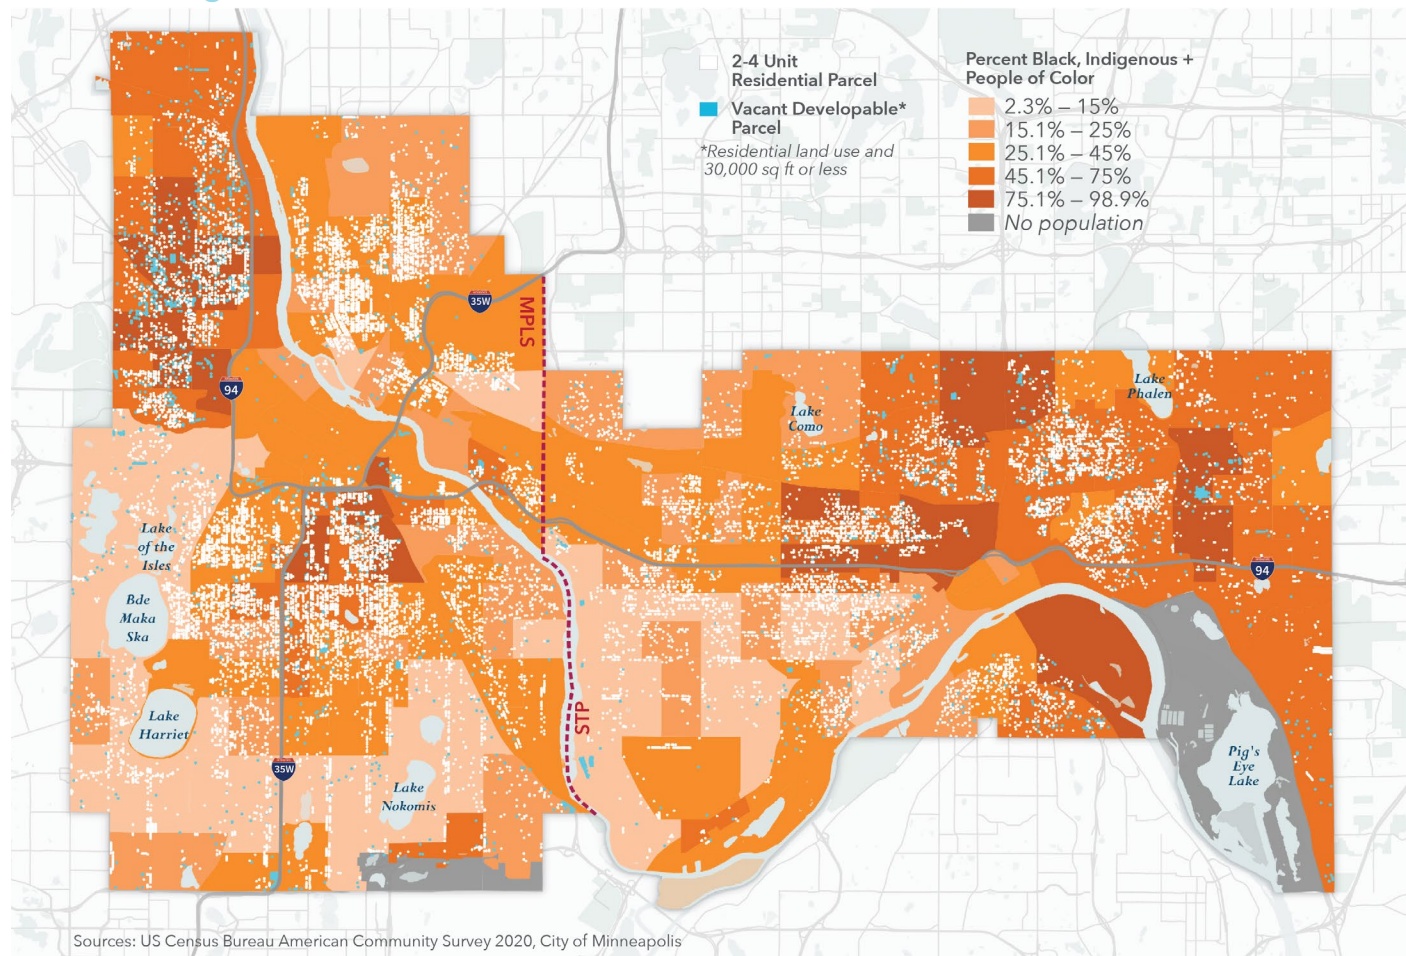 2-4 Unit
Residential Parcel
Vacant Developable*
Parcel
*Residential land use and
30,000 sq ft or less
Percent Black, Indigenous +
People of Color
2.3% – 15%
15.1% – 25%
25.1% – 45%
45.1% – 75%
75.1% – 98.9%
No population
35W
MPLS
94
Lake
Phalen
Lake
Como
Lake
of the
Isles
94
Bde
Maka
Ska
Lake
Harriet
STP
35W
Lake
Nokomis
Pig's
Eye
Lake
Sources: US Census Bureau American Community Survey 2020, City of Minneapolis